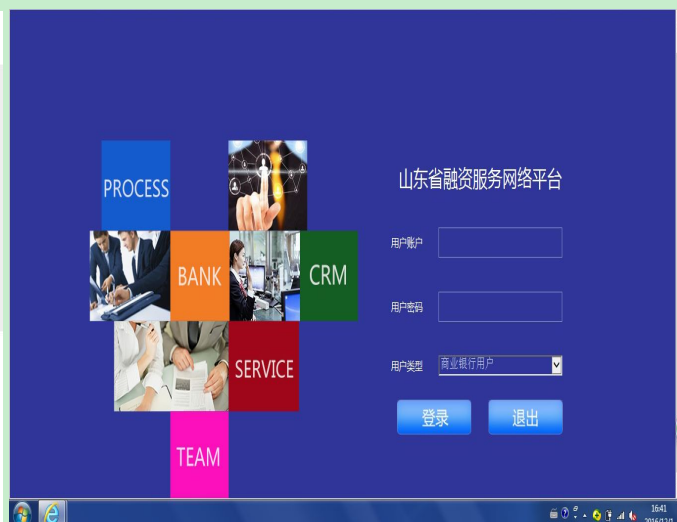 PROCESS
BANK
CRM
SERVICE
TEAM
山东省融资服务网络平台
用户账户
用户密码
用户类型 商业银行用户
登录 退出
16:41